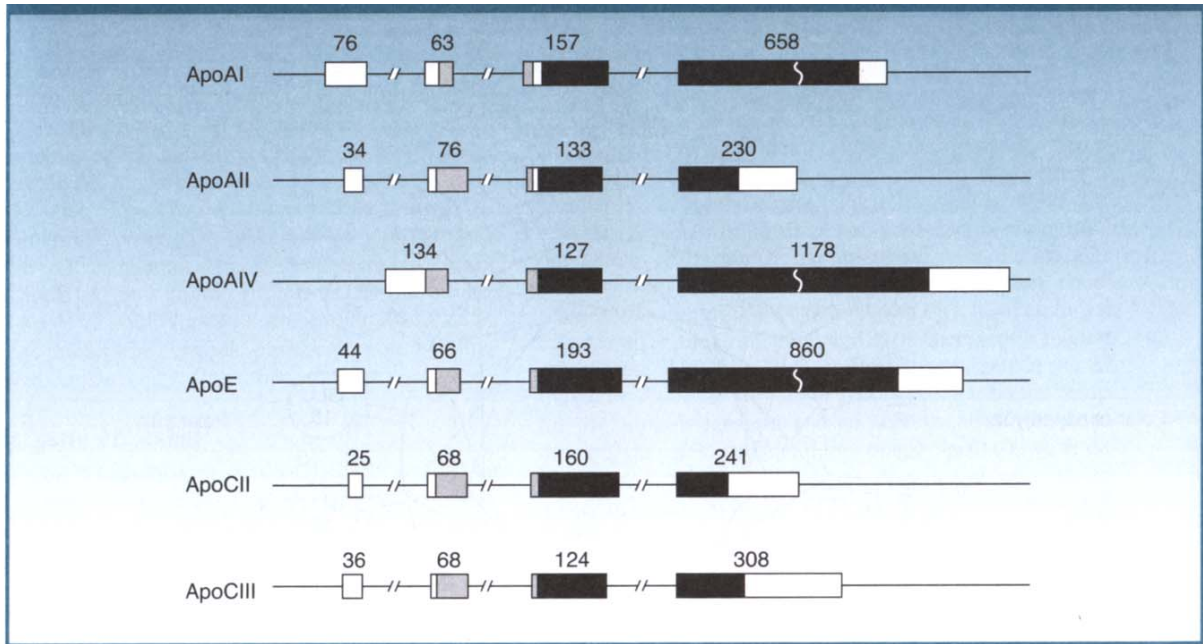 76 63 157 658
ApoAI
34 76 133 230
ApoAII
134 127 1178
ApoAIV
44 66 193 860
ApoE
25 68 160 241
ApoCII
36 68 124 308
ApoCIII